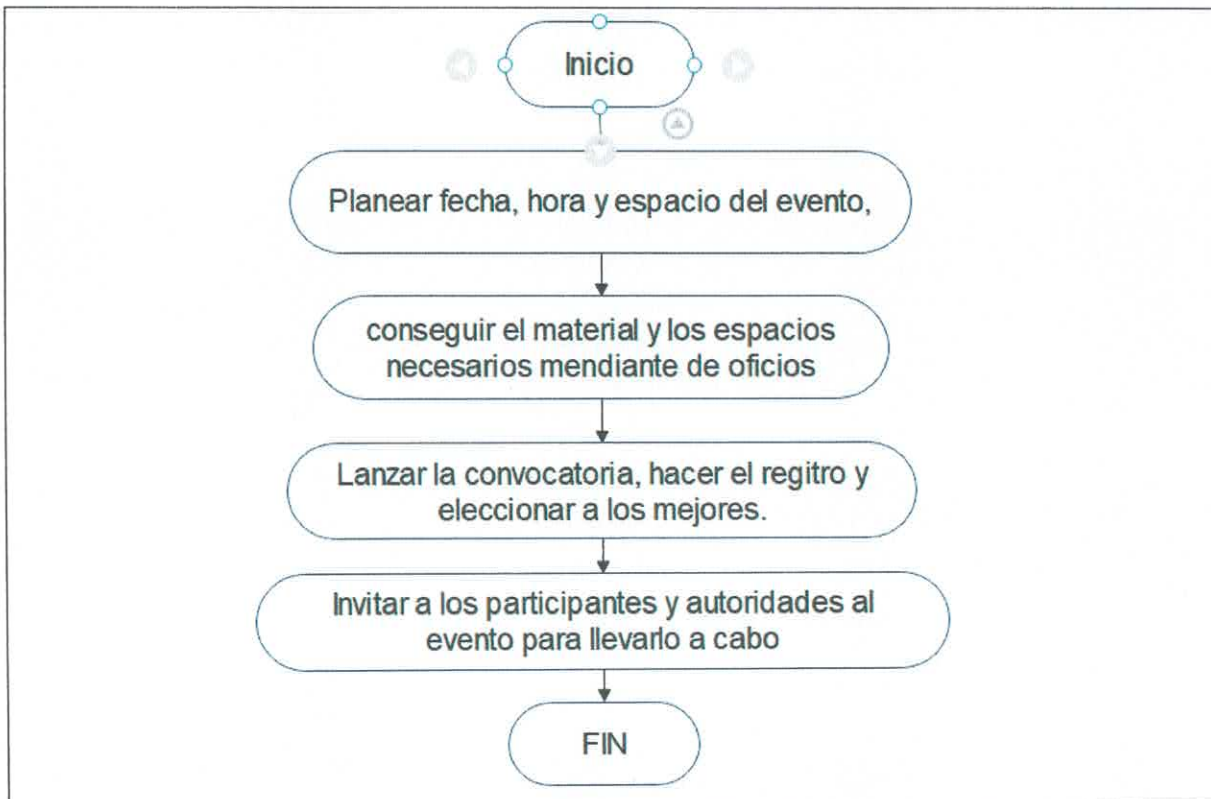 Inicio
Planear fecha, hora y espacio del evento,
conseguir el material y los espacios
necesarios mendiante de oficios
Lanzar la convocatoria, hacer el regitro y
eleccionar a los mejores.
Invitar a los participantes y autoridades al
evento para llevarlo a cabo
FIN